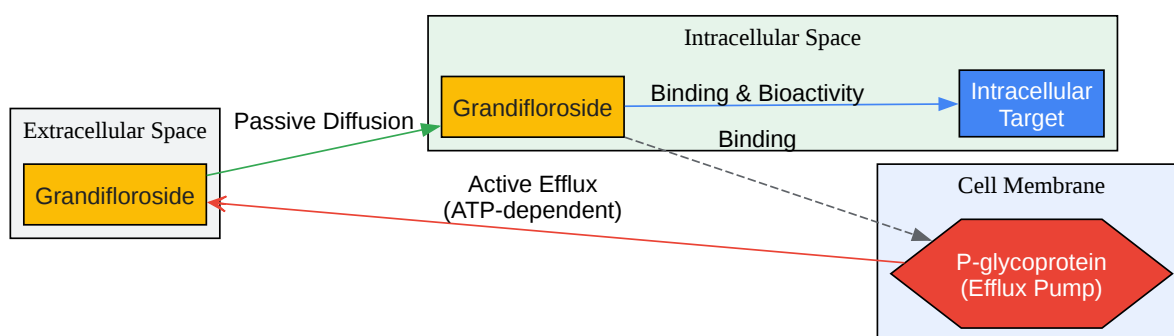 Intracellular Space
Grandifloroside
Binding & Bioactivity
Intracellular
Target
Extracellular Space
Passive Diffusion
Grandifloroside
Binding
Active Efflux
(ATP-dependent)
Cell Membrane
P-glycoprotein
(Efflux Pump)